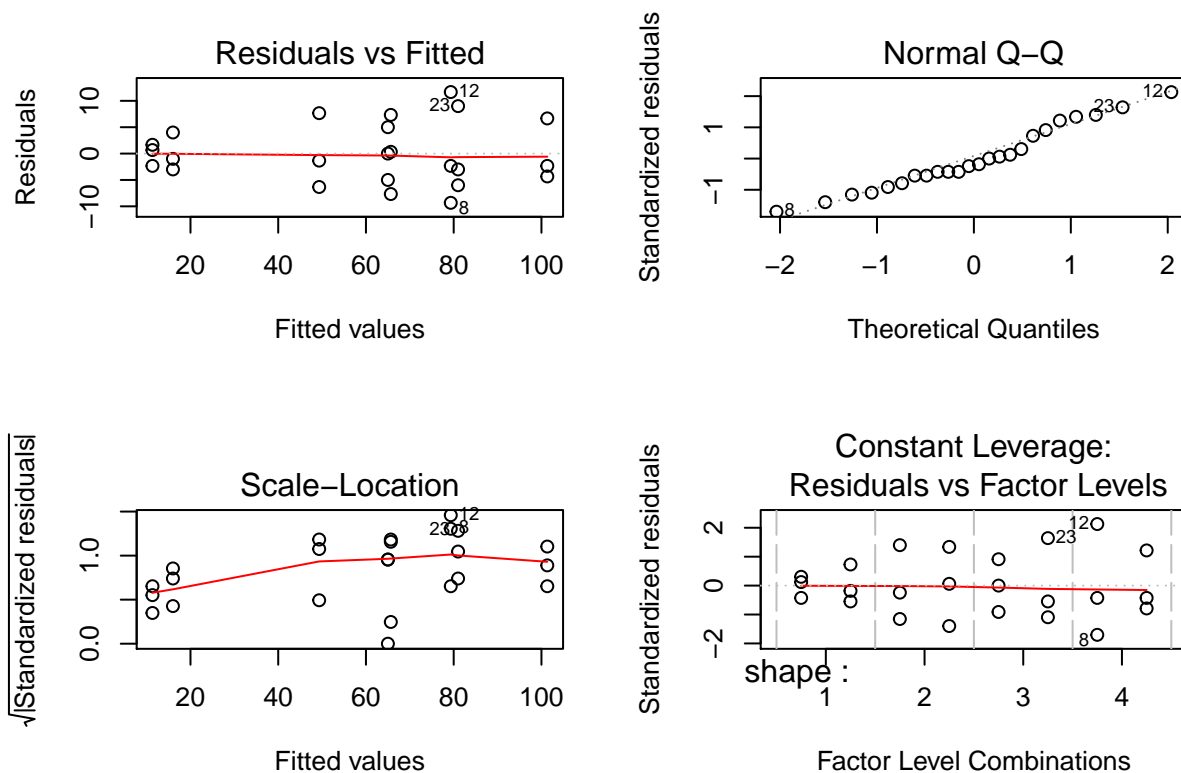 Residuals vs Fitted
Residuals
10
0
−10
12
23
8
20 40 60 80 100
Fitted values
Normal Q−Q
Standardized residuals
1
−1
23
12
8
−2 −1 0 1 2
Theoretical Quantiles
Scale−Location
√|Standardized residuals|
1.0
0.0
12
23
8
20 40 60 80 100
Fitted values
Constant Leverage:
Residuals vs Factor Levels
Standardized residuals
2
0
−2
12
23
8
shape :
1 2 3 4
Factor Level Combinations